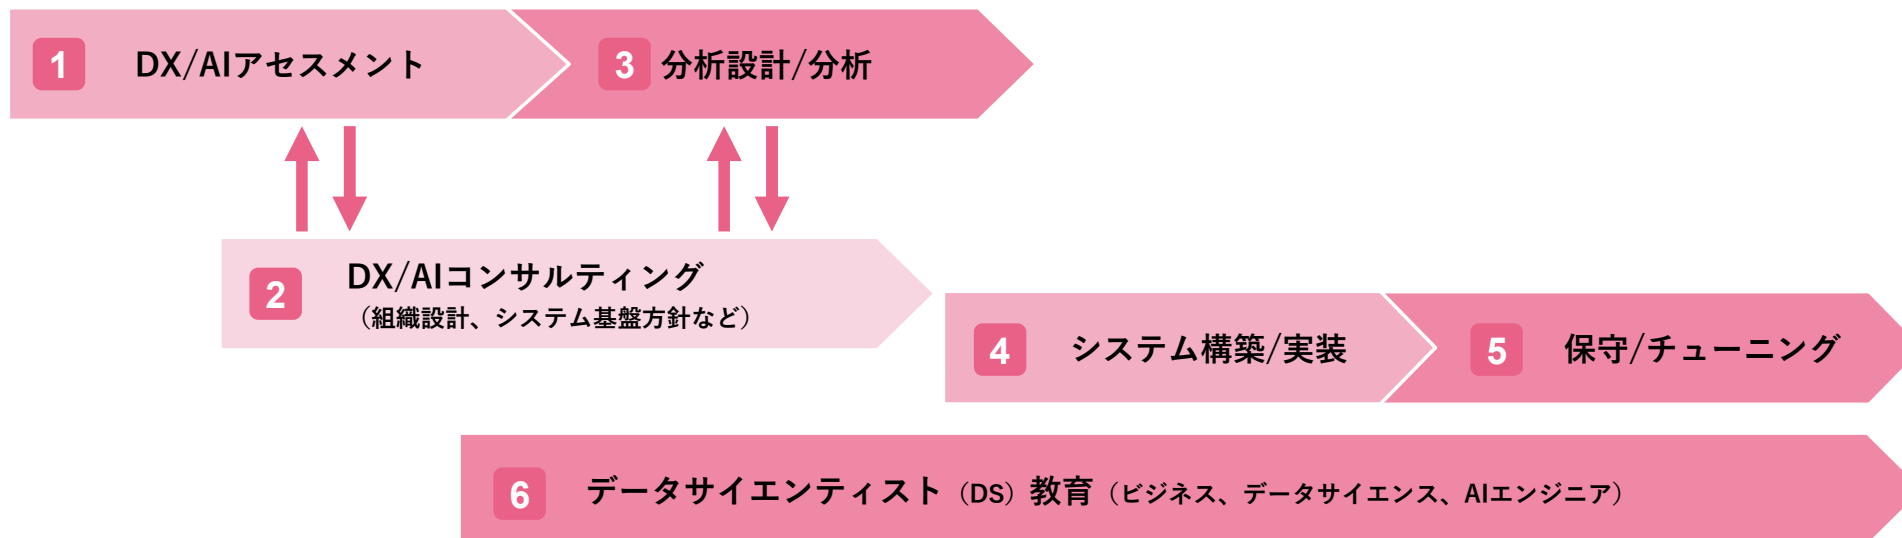 1 DX/AIアセスメント
3 分析設計/分析
2 DX/AIコンサルティング
（組織設計、システム基盤方針など）
4 システム構築/実装
5 保守/チューニング
6 データサイエンティスト（DS）教育（ビジネス、データサイエンス、AIエンジニア）